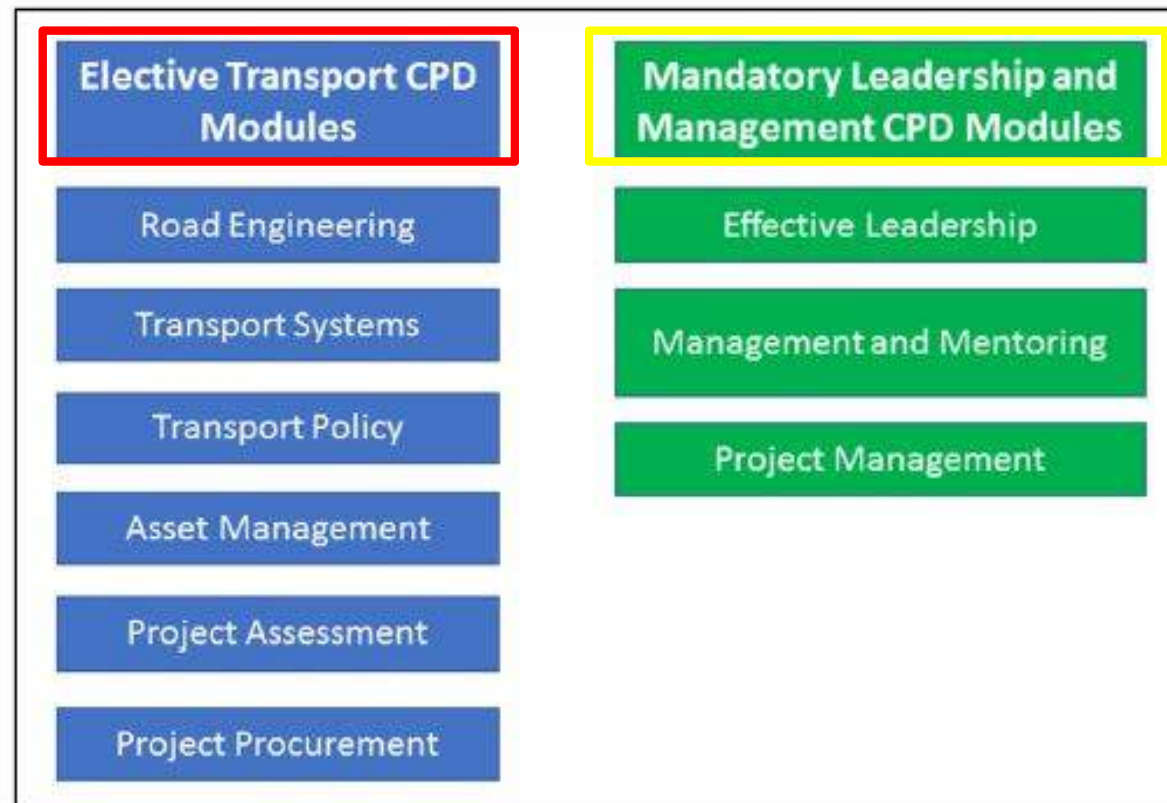 Elective Transport CPD
Modules
Road Engineering
Transport Systems
Transport Policy
Asset Management
Project Assessment
Project Procurement
Mandatory Leadership and
Management CPD Modules
Effective Leadership
Management and Mentoring
Project Management